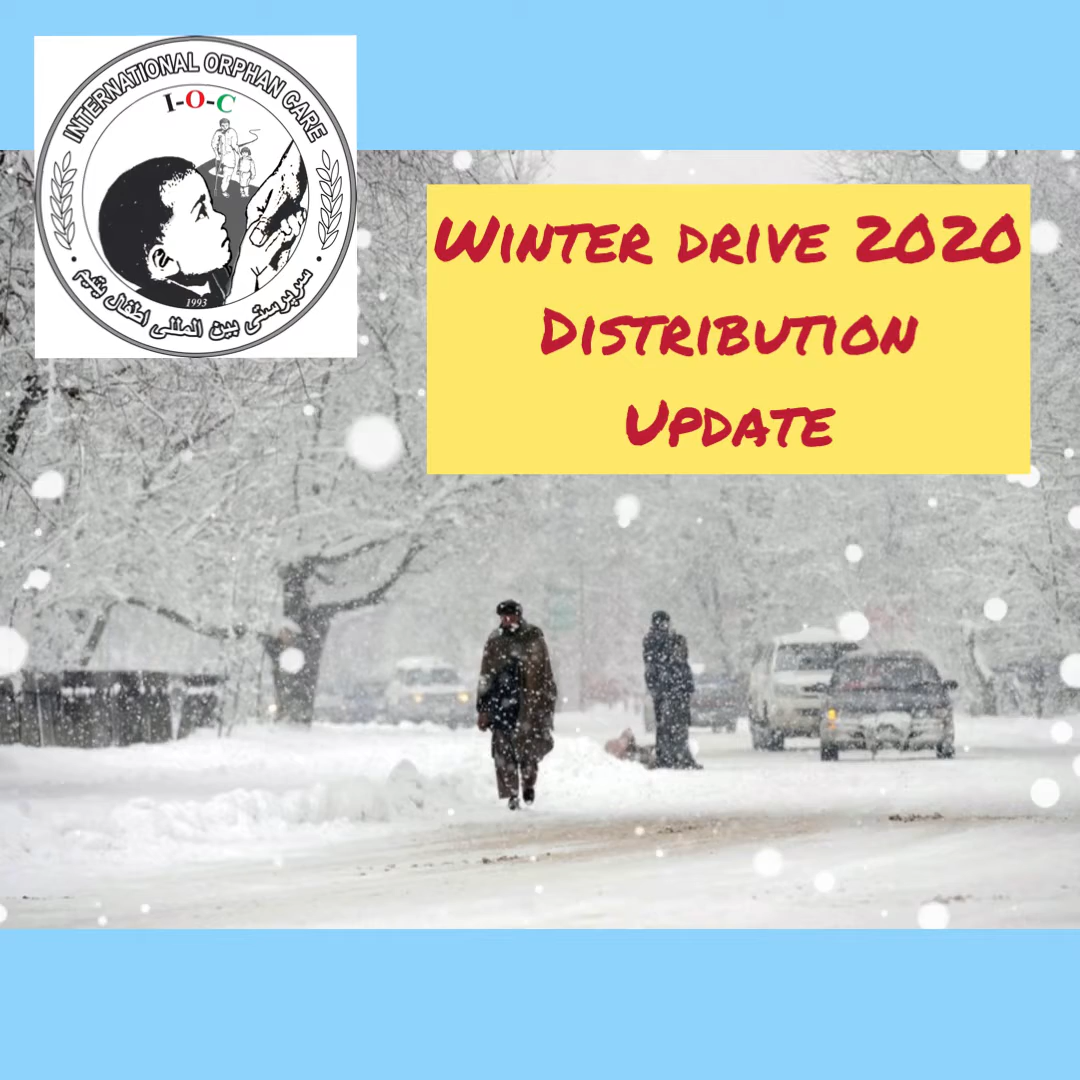 INTERNATIONAL ORPHAN CARE
I-O-C
1993
سرپرستی بین المللی اطفال یتیم
WINTER DRIVE 2020
DISTRIBUTION
UPDATE